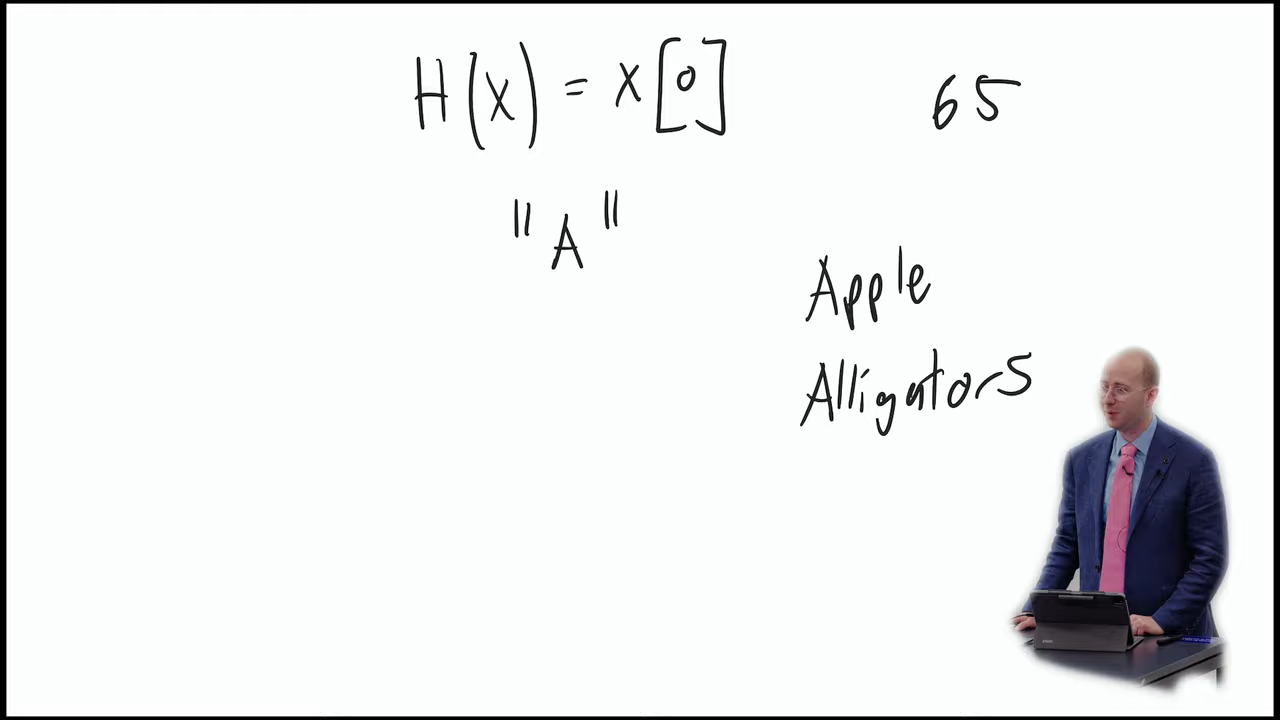 H(x) = x[0]
65
"A"
Apple
Alligators